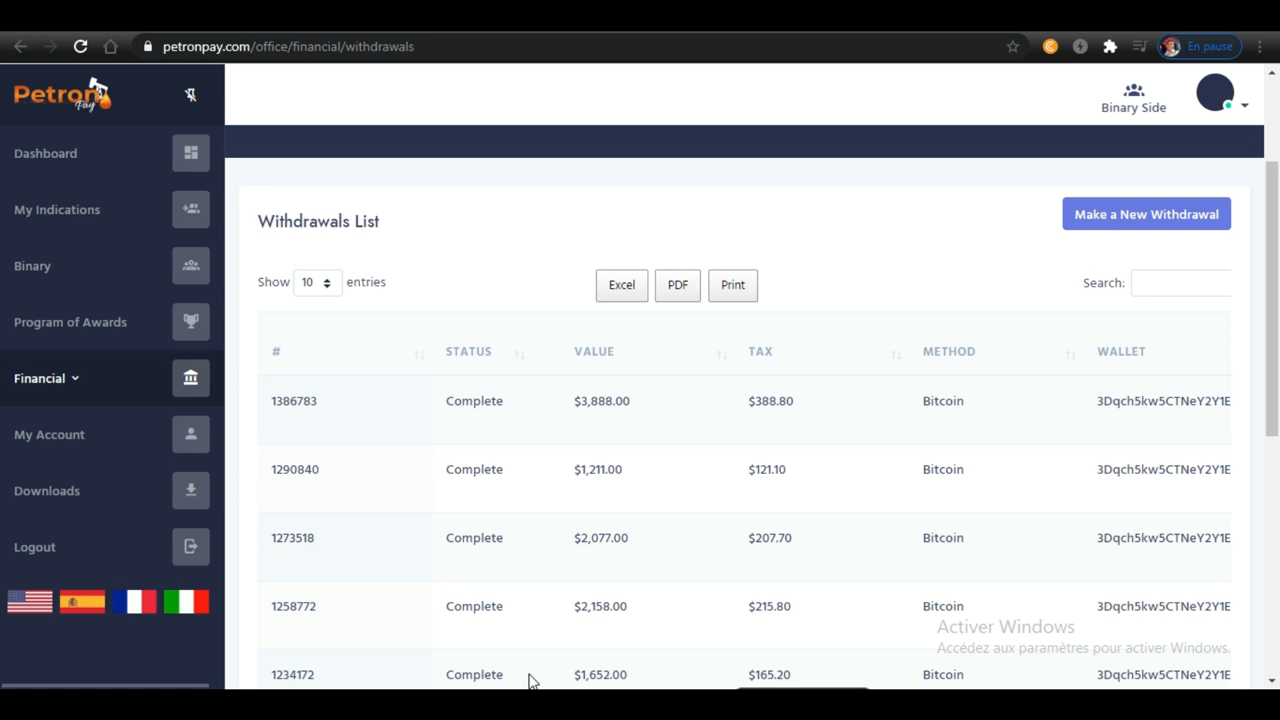 petronpay.com/office/financial/withdrawals
En pause
Petron
Pay
Binary Side
Dashboard
My Indications
Binary
Program of Awards
Financial
My Account
Downloads
Logout
Withdrawals List
Make a New Withdrawal
Show 10 entries
Excel PDF Print
Search:
# STATUS VALUE TAX METHOD WALLET
1386783 Complete $3,888.00 $388.80 Bitcoin 3Dqch5kw5CTNeY2Y1E
1290840 Complete $1,211.00 $121.10 Bitcoin 3Dqch5kw5CTNeY2Y1E
1273518 Complete $2,077.00 $207.70 Bitcoin 3Dqch5kw5CTNeY2Y1E
1258772 Complete $2,158.00 $215.80 Bitcoin 3Dqch5kw5CTNeY2Y1E
Activer Windows
Accédez aux paramètres pour activer Windows.
1234172 Complete $1,652.00 $165.20 Bitcoin 3Dqch5kw5CTNeY2Y1E